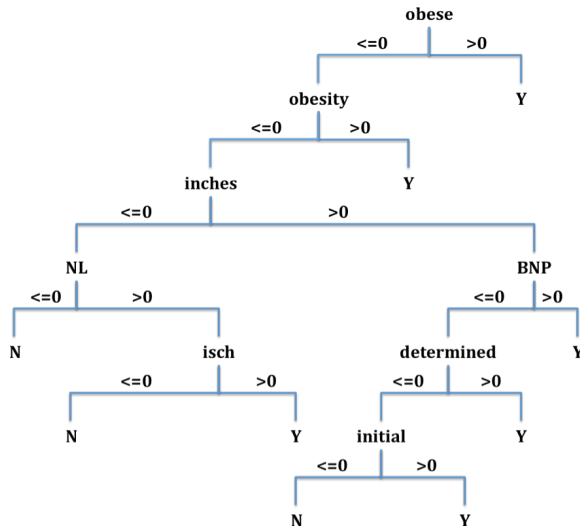 obese
<=0 >0
obesity Y
<=0 >0
inches Y
<=0 >0
NL BNP
<=0 >0 <=0 >0
N isch determined Y
<=0 >0 <=0 >0
N Y initial Y
<=0 >0
N Y